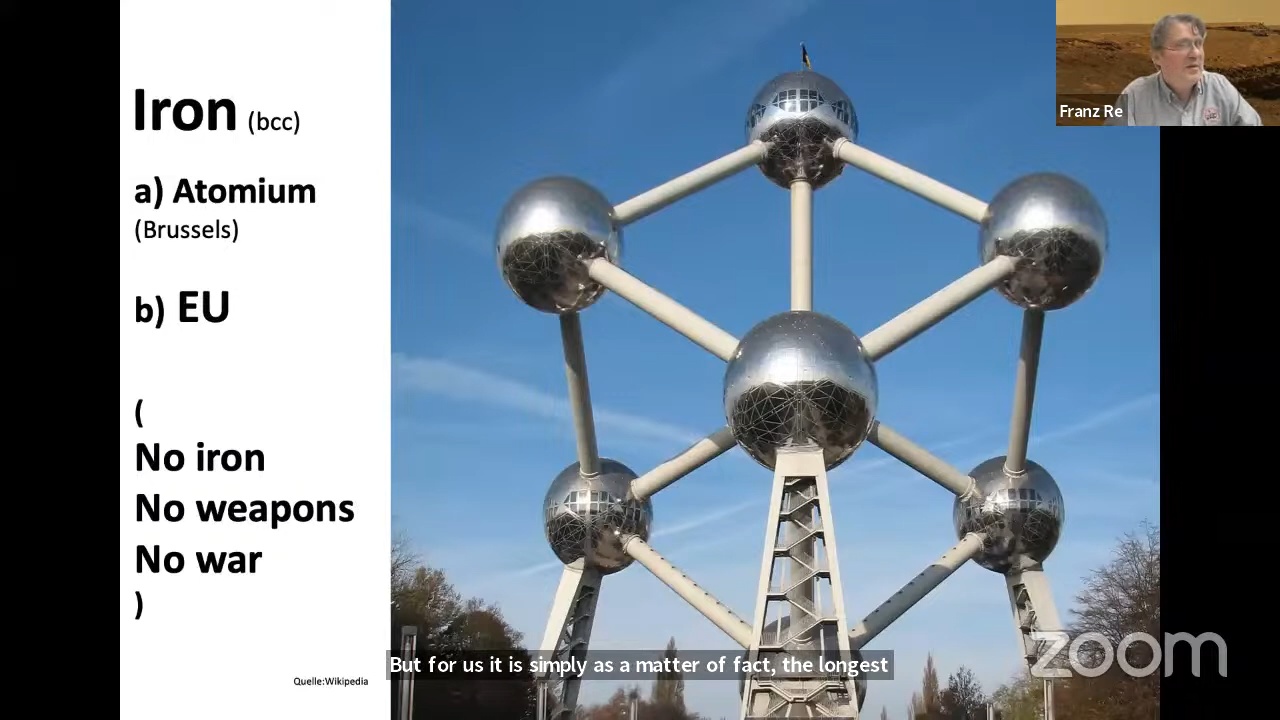 Iron (bcc)
a) Atomium
(Brussels)
b) EU
(
No iron
No weapons
No war
)
Quelle:Wikipedia
Franz Re
But for us it is simply as a matter of fact, the longest
zoom